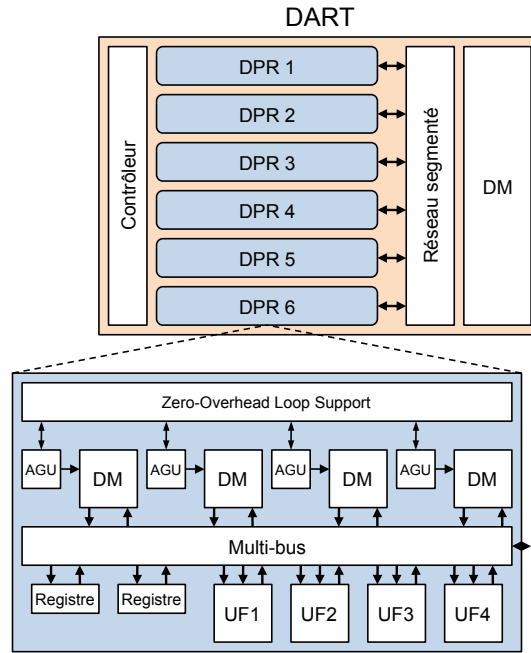 DART
Contrôleur
DPR 1
DPR 2
DPR 3
DPR 4
DPR 5
DPR 6
Réseau segmenté
DM
Zero-Overhead Loop Support
AGU
DM
AGU
DM
AGU
DM
AGU
DM
Multi-bus
Registre
Registre
UF1
UF2
UF3
UF4